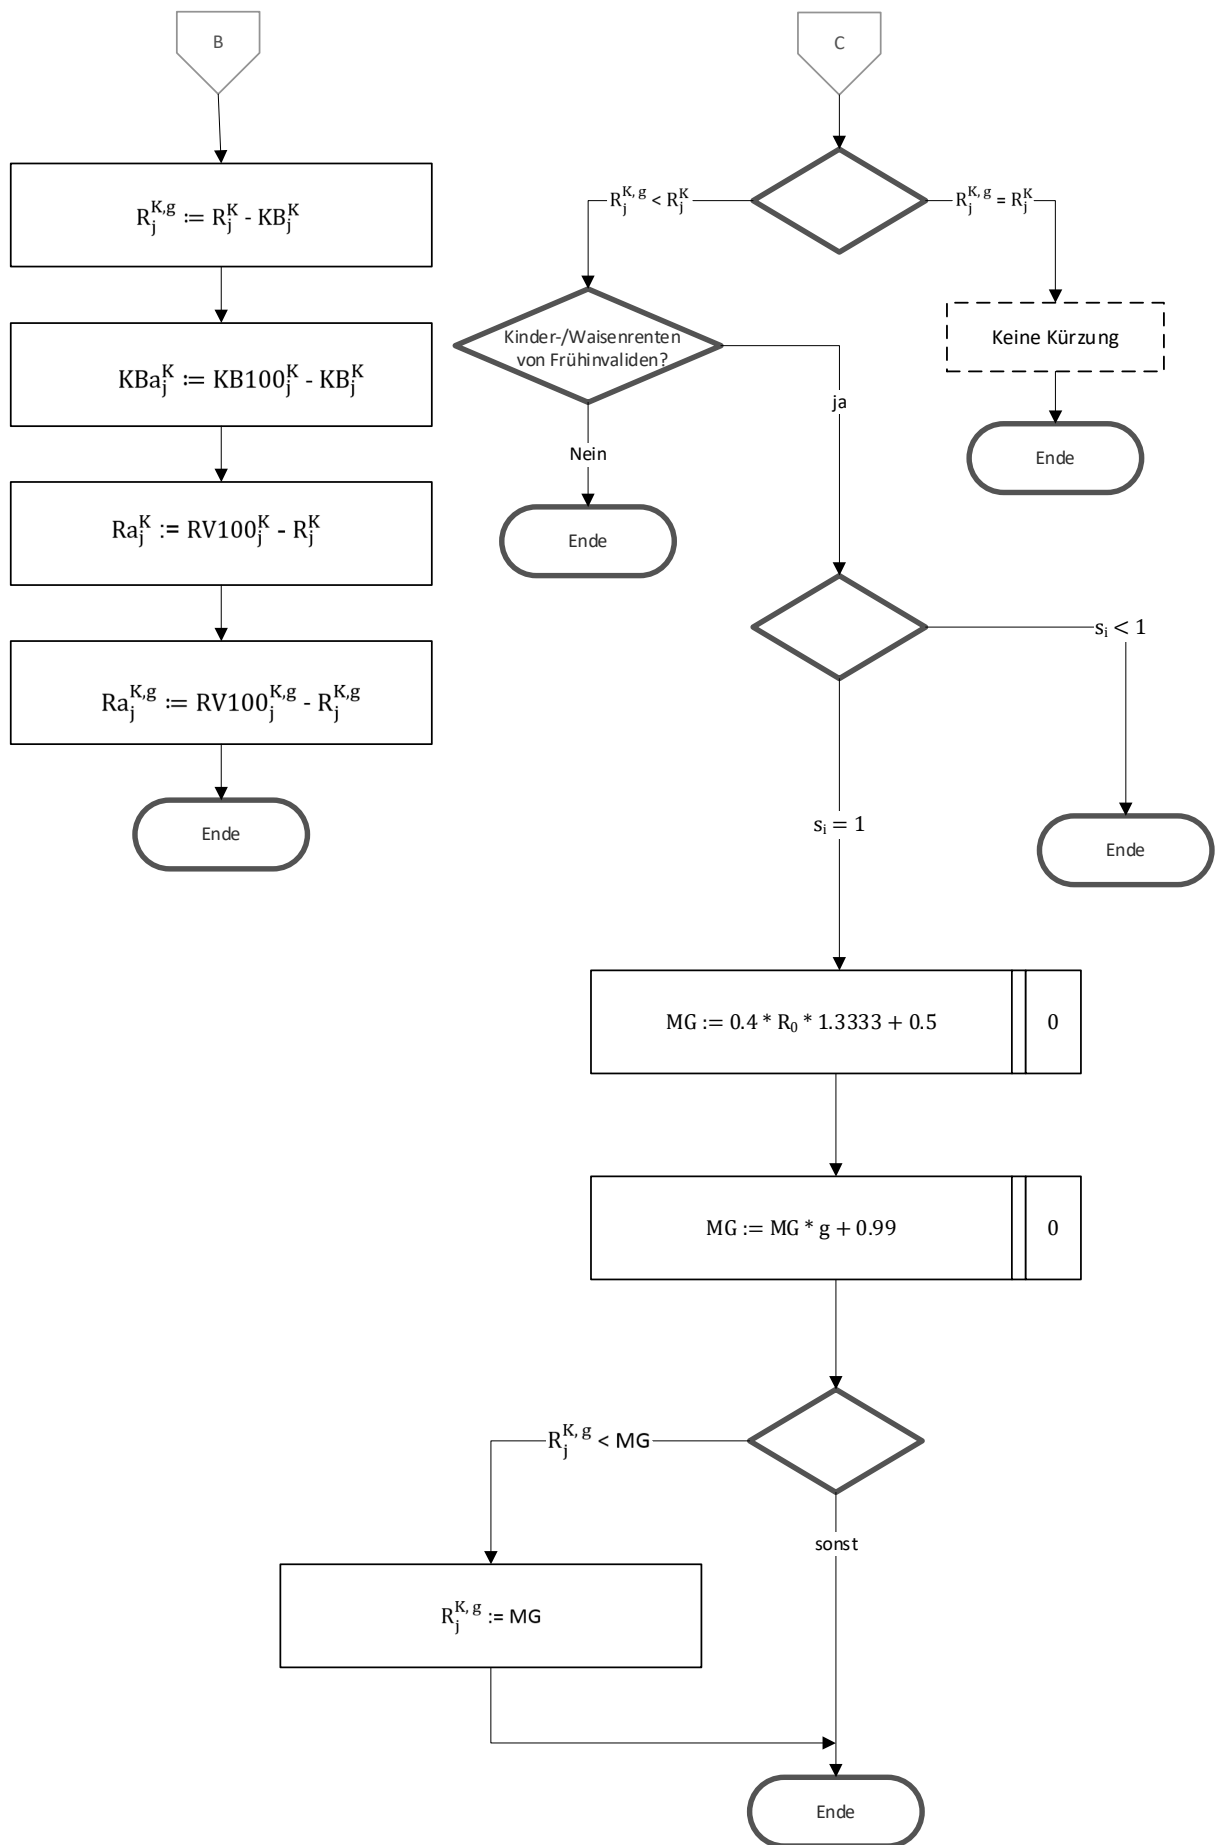 B
R_j^{K,g} := R_j^K - KB_j^K
KBa_j^K := KB100_j^K - KB_j^K
Ra_j^K := RV100_j^K - R_j^K
Ra_j^{K,g} := RV100_j^{K,g} - R_j^{K,g}
Ende
C
R_j^{K, g} < R_j^K
R_j^{K, g} = R_j^K
Kinder-/Waisenrenten
von Frühinvaliden?
Keine Kürzung
ja
Ende
Nein
Ende
s_i < 1
s_i = 1
Ende
MG := 0.4 * R_0 * 1.3333 + 0.5
0
MG := MG * g + 0.99
0
R_j^{K, g} < MG
sonst
R_j^{K, g} := MG
Ende